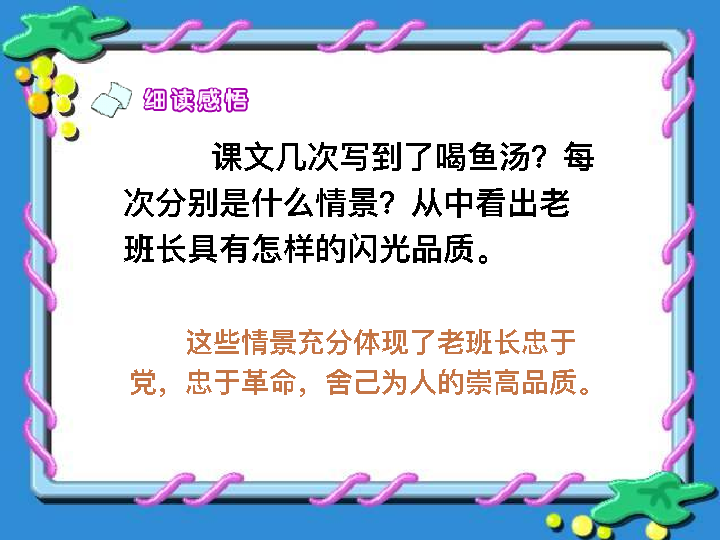 细读感悟
课文几次写到了喝鱼汤？每
次分别是什么情景？从中看出老
班长具有怎样的闪光品质。
这些情景充分体现了老班长忠于
党，忠于革命，舍己为人的崇高品质。